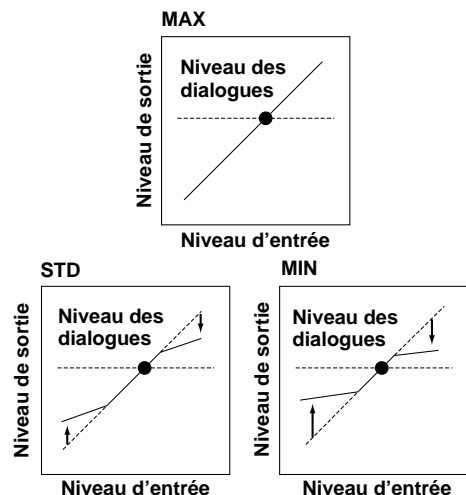 MAX
Niveau de sortie
Niveau des
dialogues
Niveau d'entrée
STD
Niveau de sortie
Niveau des
dialogues
Niveau d'entrée
MIN
Niveau de sortie
Niveau des
dialogues
Niveau d'entrée